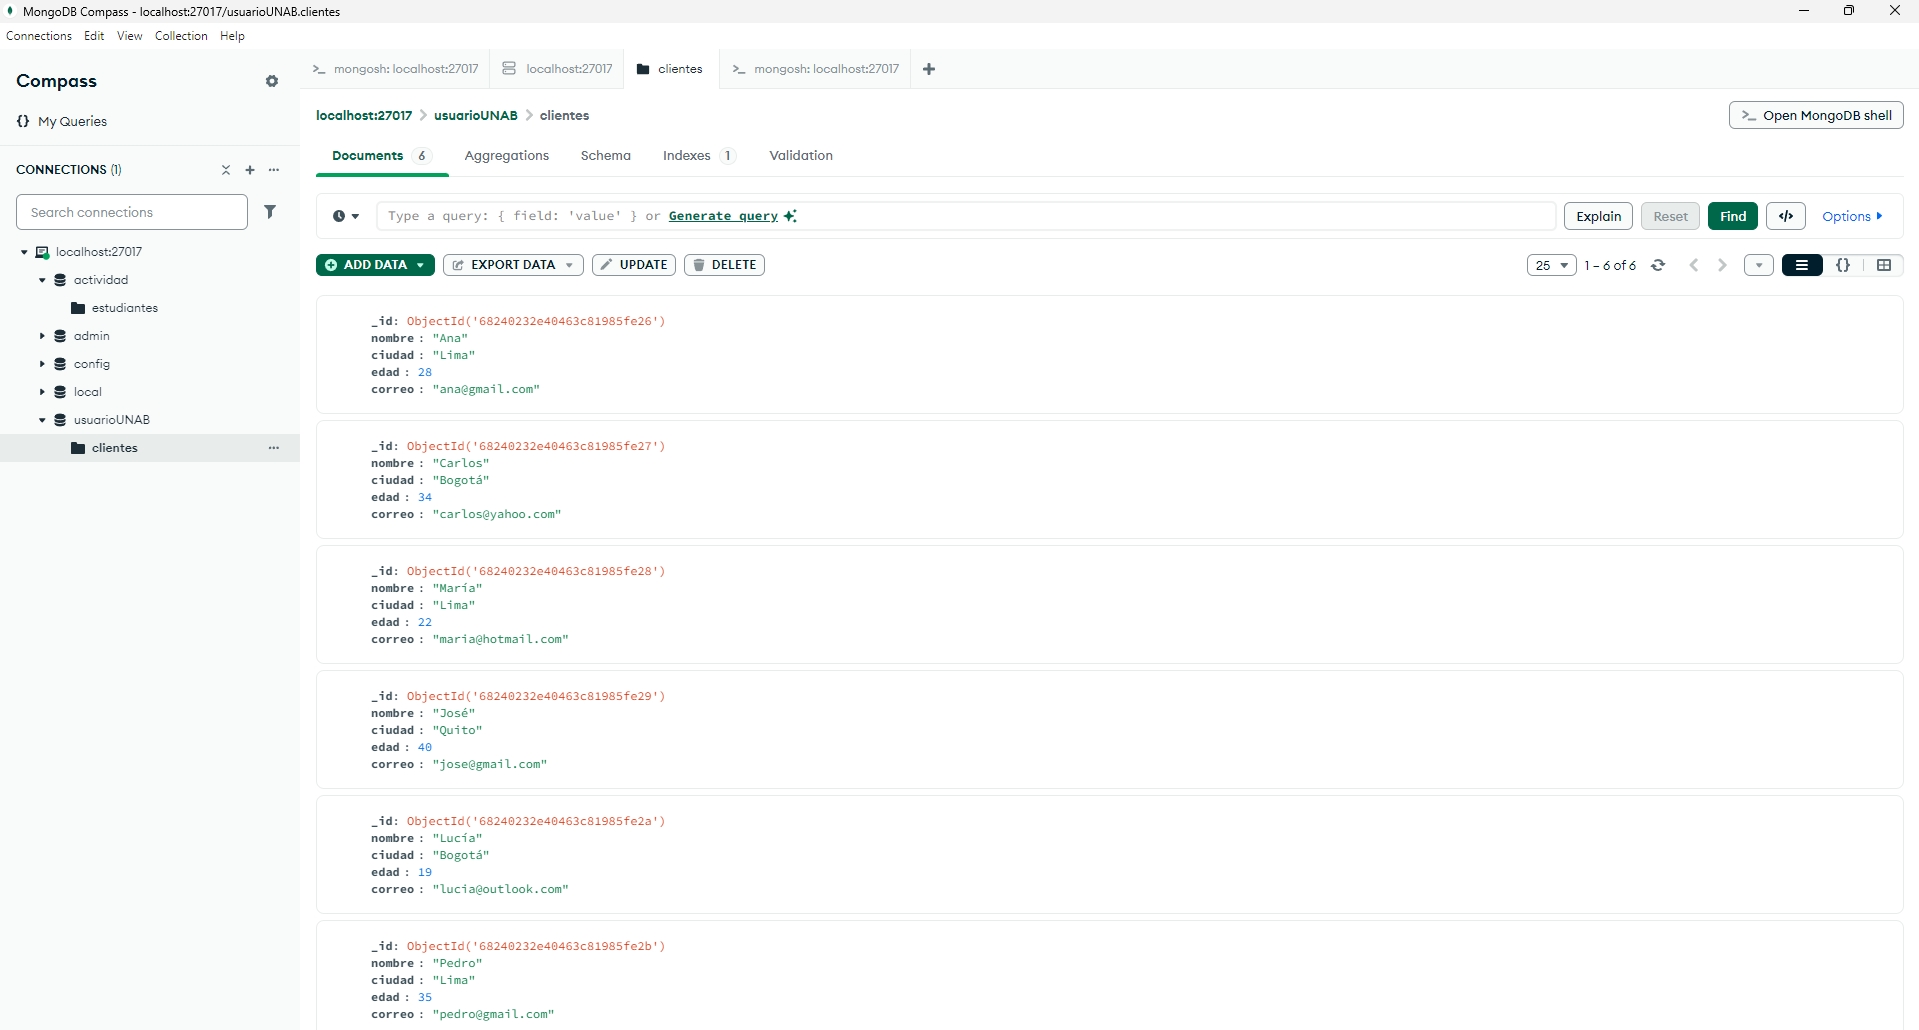 MongoDB Compass - localhost:27017/usuarioUNAB.clientes
Connections Edit View Collection Help
Compass
{} My Queries
CONNECTIONS (1)
Search connections
localhost:27017
actividad
estudiantes
admin
config
local
usuarioUNAB
clientes
>_ mongosh: localhost:27017
localhost:27017
clientes
>_ mongosh: localhost:27017
localhost:27017 > usuarioUNAB > clientes
>_ Open MongoDB shell
Documents 6 Aggregations Schema Indexes 1 Validation
Type a query: { field: 'value' } or Generate query
Explain Reset Find </> Options
ADD DATA EXPORT DATA UPDATE DELETE
25 1 – 6 of 6 {}
_id: ObjectId('68240232e40463c81985fe26')
nombre : "Ana"
ciudad : "Lima"
edad : 28
correo : "ana@gmail.com"
_id: ObjectId('68240232e40463c81985fe27')
nombre : "Carlos"
ciudad : "Bogotá"
edad : 34
correo : "carlos@yahoo.com"
_id: ObjectId('68240232e40463c81985fe28')
nombre : "María"
ciudad : "Lima"
edad : 22
correo : "maria@hotmail.com"
_id: ObjectId('68240232e40463c81985fe29')
nombre : "José"
ciudad : "Quito"
edad : 40
correo : "jose@gmail.com"
_id: ObjectId('68240232e40463c81985fe2a')
nombre : "Lucía"
ciudad : "Bogotá"
edad : 19
correo : "lucia@outlook.com"
_id: ObjectId('68240232e40463c81985fe2b')
nombre : "Pedro"
ciudad : "Lima"
edad : 35
correo : "pedro@gmail.com"